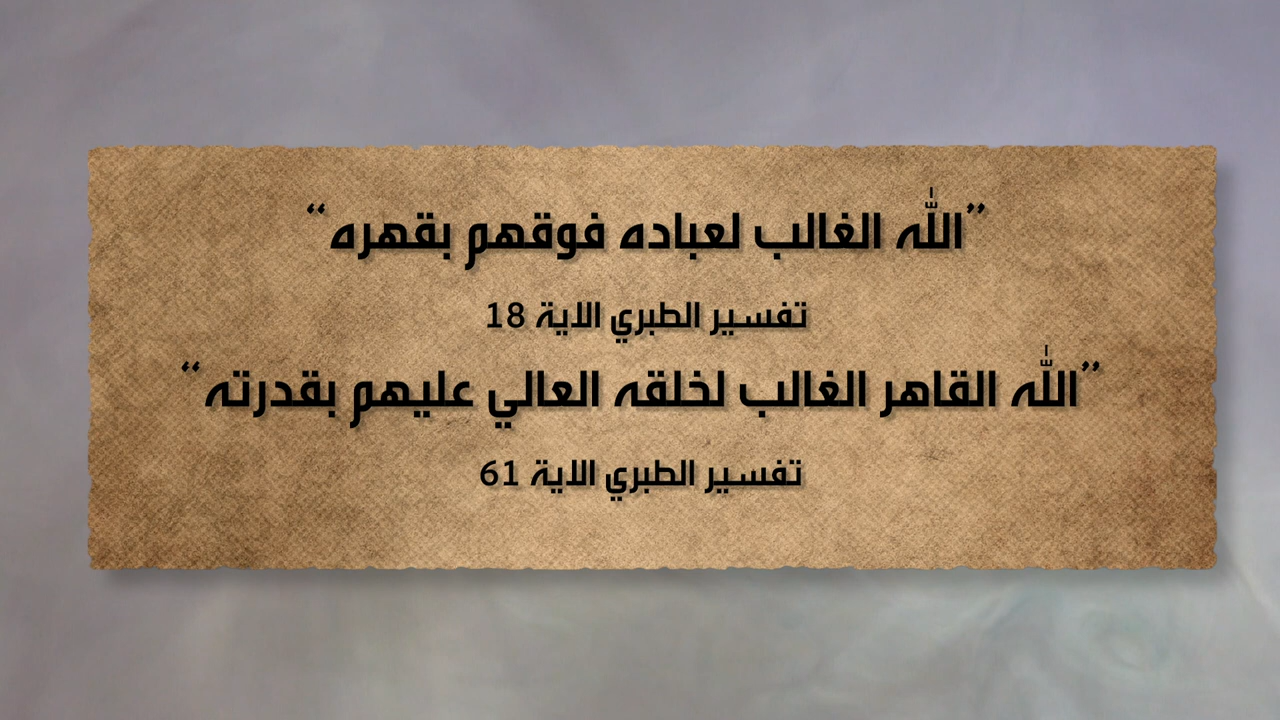 ”اللّٰه الغالب لعباده فوقهم بقهره“
تفسير الطبري الاية 18
”اللّٰه القاهر الغالب لخلقه العالي عليهم بقدرته“
تفسير الطبري الاية 61